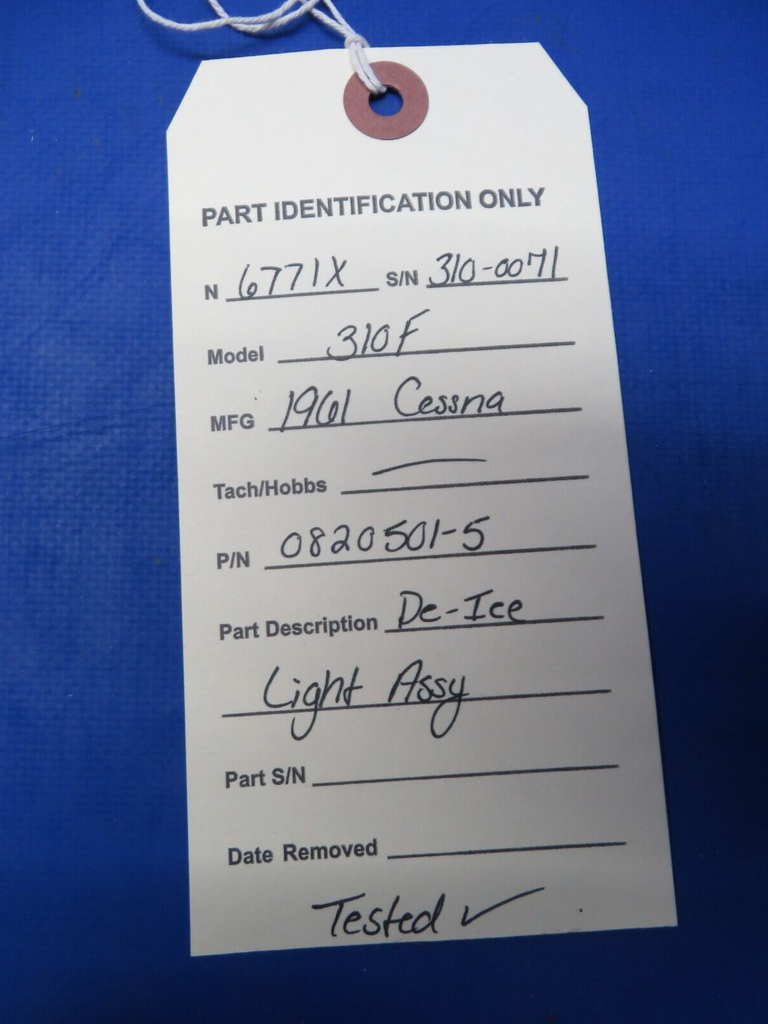 PART IDENTIFICATION ONLY
N 6771X S/N 310-0071
Model 310F
MFG 1961 Cessna
Tach/Hobbs —
P/N 0820501-5
Part Description De-Ice
Light Assy
Part S/N
Date Removed
Tested ✓